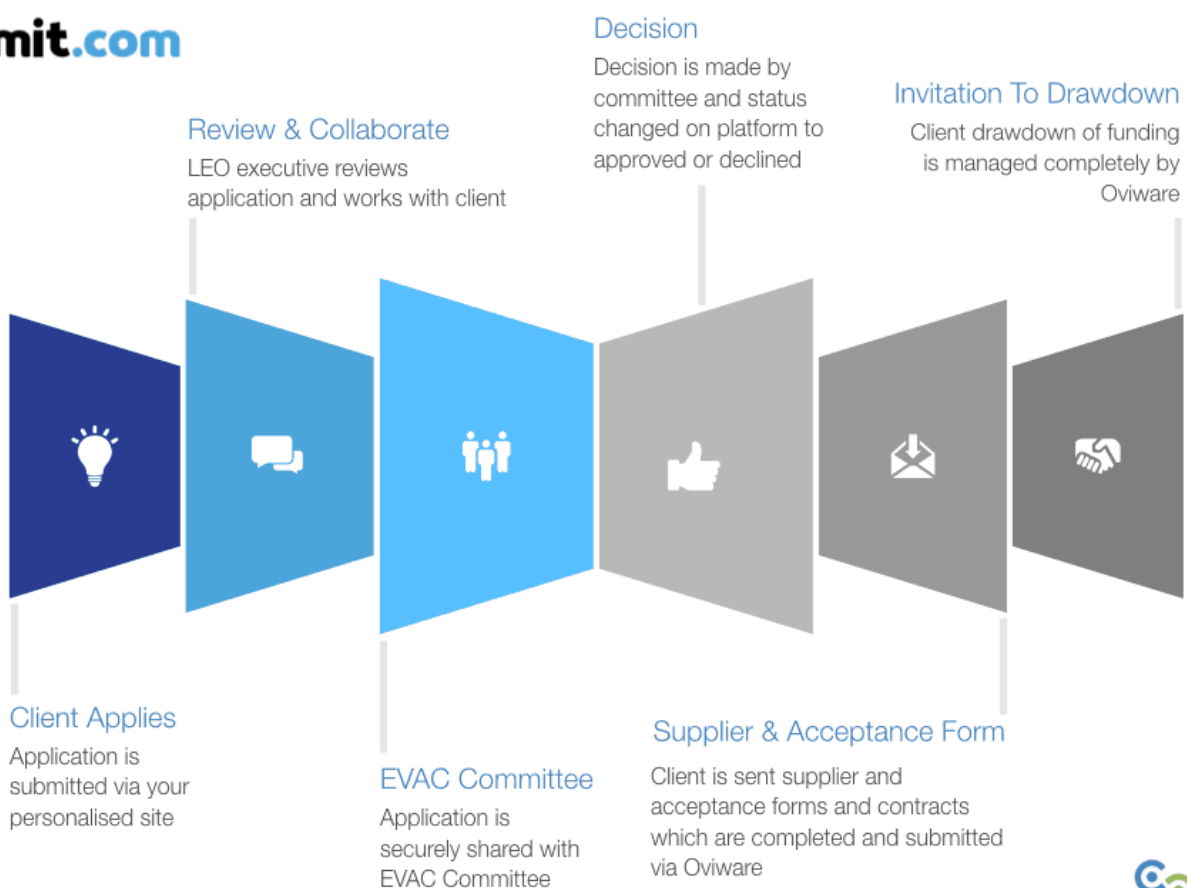 mit.com
Decision
Decision is made by
committee and status
changed on platform to
approved or declined
Invitation To Drawdown
Client drawdown of funding
is managed completely by
Oviware
Review & Collaborate
LEO executive reviews
application and works with client
Client Applies
Application is
submitted via your
personalised site
EVAC Committee
Application is
securely shared with
EVAC Committee
Supplier & Acceptance Form
Client is sent supplier and
acceptance forms and contracts
which are completed and submitted
via Oviware